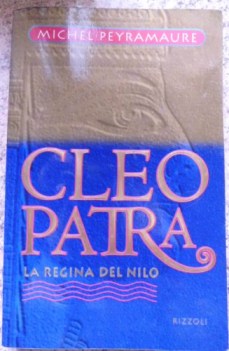 MICHEL PEYRAMAURE
CLEO
PATRA
LA REGINA DEL NILO
RIZZOLI